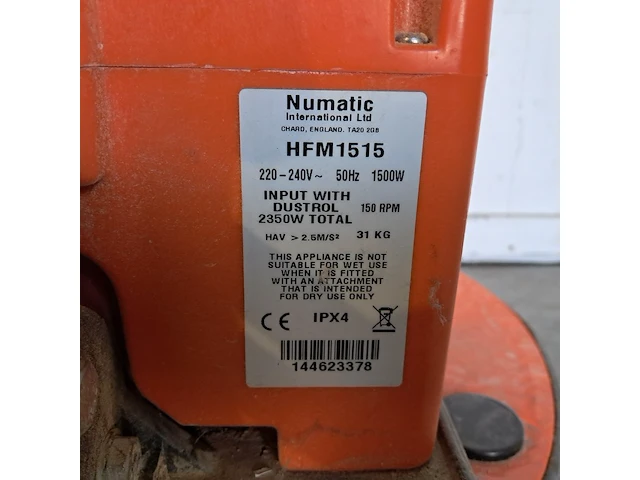 Numatic
International Ltd
CHARD, ENGLAND. TA20 2GB
HFM1515
220-240V~ 50Hz 1500W
INPUT WITH
DUSTROL 150 RPM
2350W TOTAL
HAV > 2.5M/S² 31 KG
THIS APPLIANCE IS NOT
SUITABLE FOR WET USE
WHEN IT IS FITTED
WITH AN ATTACHMENT
THAT IS INTENDED
FOR DRY USE ONLY
CE IPX4
144623378